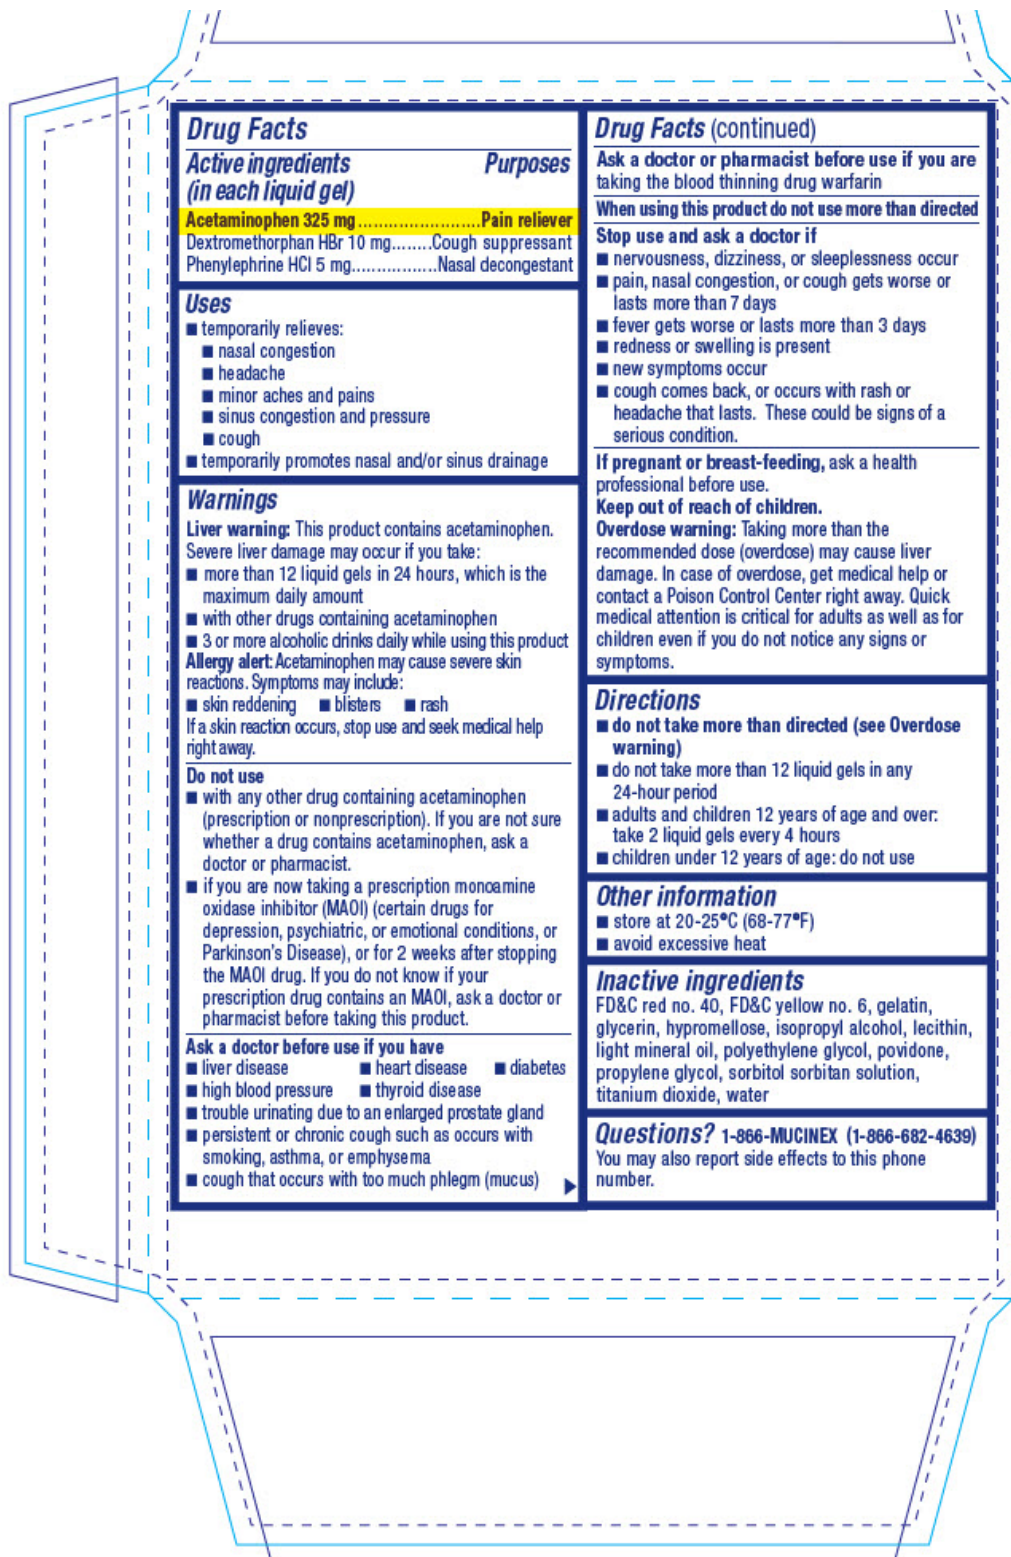 Drug Facts
Active ingredients Purposes
(in each liquid gel)
Acetaminophen 325 mg........................Pain reliever
Dextromethorphan HBr 10 mg........Cough suppressant
Phenylephrine HCl 5 mg.................Nasal decongestant
Uses
■ temporarily relieves:
■ nasal congestion
■ headache
■ minor aches and pains
■ sinus congestion and pressure
■ cough
■ temporarily promotes nasal and/or sinus drainage
Warnings
Liver warning: This product contains acetaminophen.
Severe liver damage may occur if you take:
■ more than 12 liquid gels in 24 hours, which is the
maximum daily amount
■ with other drugs containing acetaminophen
■ 3 or more alcoholic drinks daily while using this product
Allergy alert: Acetaminophen may cause severe skin
reactions. Symptoms may include:
■ skin reddening ■ blisters ■ rash
If a skin reaction occurs, stop use and seek medical help
right away.
Do not use
■ with any other drug containing acetaminophen
(prescription or nonprescription). If you are not sure
whether a drug contains acetaminophen, ask a
doctor or pharmacist.
■ if you are now taking a prescription monoamine
oxidase inhibitor (MAOI) (certain drugs for
depression, psychiatric, or emotional conditions, or
Parkinson's Disease), or for 2 weeks after stopping
the MAOI drug. If you do not know if your
prescription drug contains an MAOI, ask a doctor or
pharmacist before taking this product.
Ask a doctor before use if you have
■ liver disease ■ heart disease ■ diabetes
■ high blood pressure ■ thyroid disease
■ trouble urinating due to an enlarged prostate gland
■ persistent or chronic cough such as occurs with
smoking, asthma, or emphysema
■ cough that occurs with too much phlegm (mucus)
Drug Facts (continued)
Ask a doctor or pharmacist before use if you are
taking the blood thinning drug warfarin
When using this product do not use more than directed
Stop use and ask a doctor if
■ nervousness, dizziness, or sleeplessness occur
■ pain, nasal congestion, or cough gets worse or
lasts more than 7 days
■ fever gets worse or lasts more than 3 days
■ redness or swelling is present
■ new symptoms occur
■ cough comes back, or occurs with rash or
headache that lasts. These could be signs of a
serious condition.
If pregnant or breast-feeding, ask a health
professional before use.
Keep out of reach of children.
Overdose warning: Taking more than the
recommended dose (overdose) may cause liver
damage. In case of overdose, get medical help or
contact a Poison Control Center right away. Quick
medical attention is critical for adults as well as for
children even if you do not notice any signs or
symptoms.
Directions
■ do not take more than directed (see Overdose
warning)
■ do not take more than 12 liquid gels in any
24-hour period
■ adults and children 12 years of age and over:
take 2 liquid gels every 4 hours
■ children under 12 years of age: do not use
Other information
■ store at 20-25°C (68-77°F)
■ avoid excessive heat
Inactive ingredients
FD&C red no. 40, FD&C yellow no. 6, gelatin,
glycerin, hypromellose, isopropyl alcohol, lecithin,
light mineral oil, polyethylene glycol, povidone,
propylene glycol, sorbitol sorbitan solution,
titanium dioxide, water
Questions? 1-866-MUCINEX (1-866-682-4639)
You may also report side effects to this phone
number.